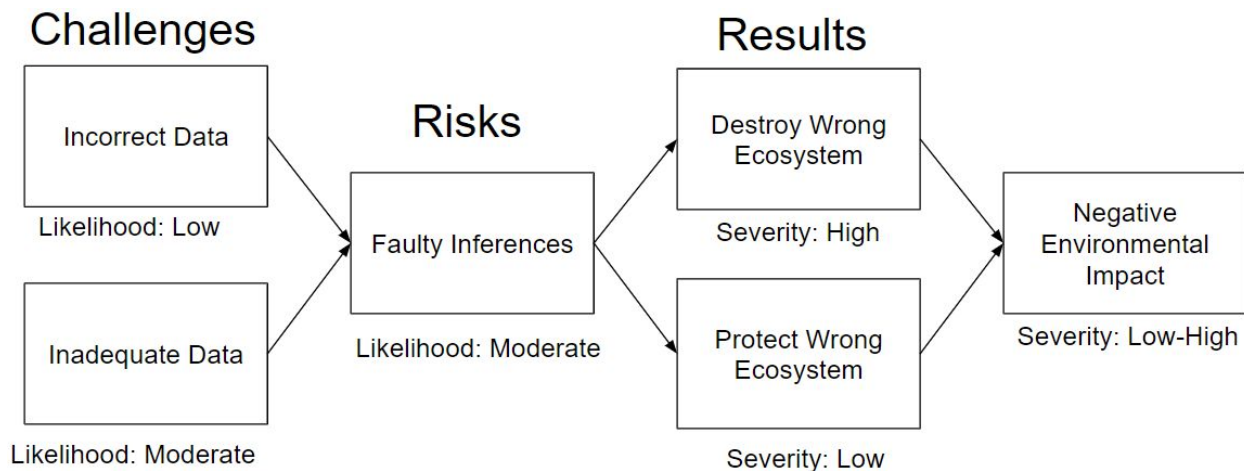 Challenges
Incorrect Data
Likelihood: Low
Inadequate Data
Likelihood: Moderate
Risks
Faulty Inferences
Likelihood: Moderate
Results
Destroy Wrong
Ecosystem
Severity: High
Protect Wrong
Ecosystem
Severity: Low
Negative
Environmental
Impact
Severity: Low-High